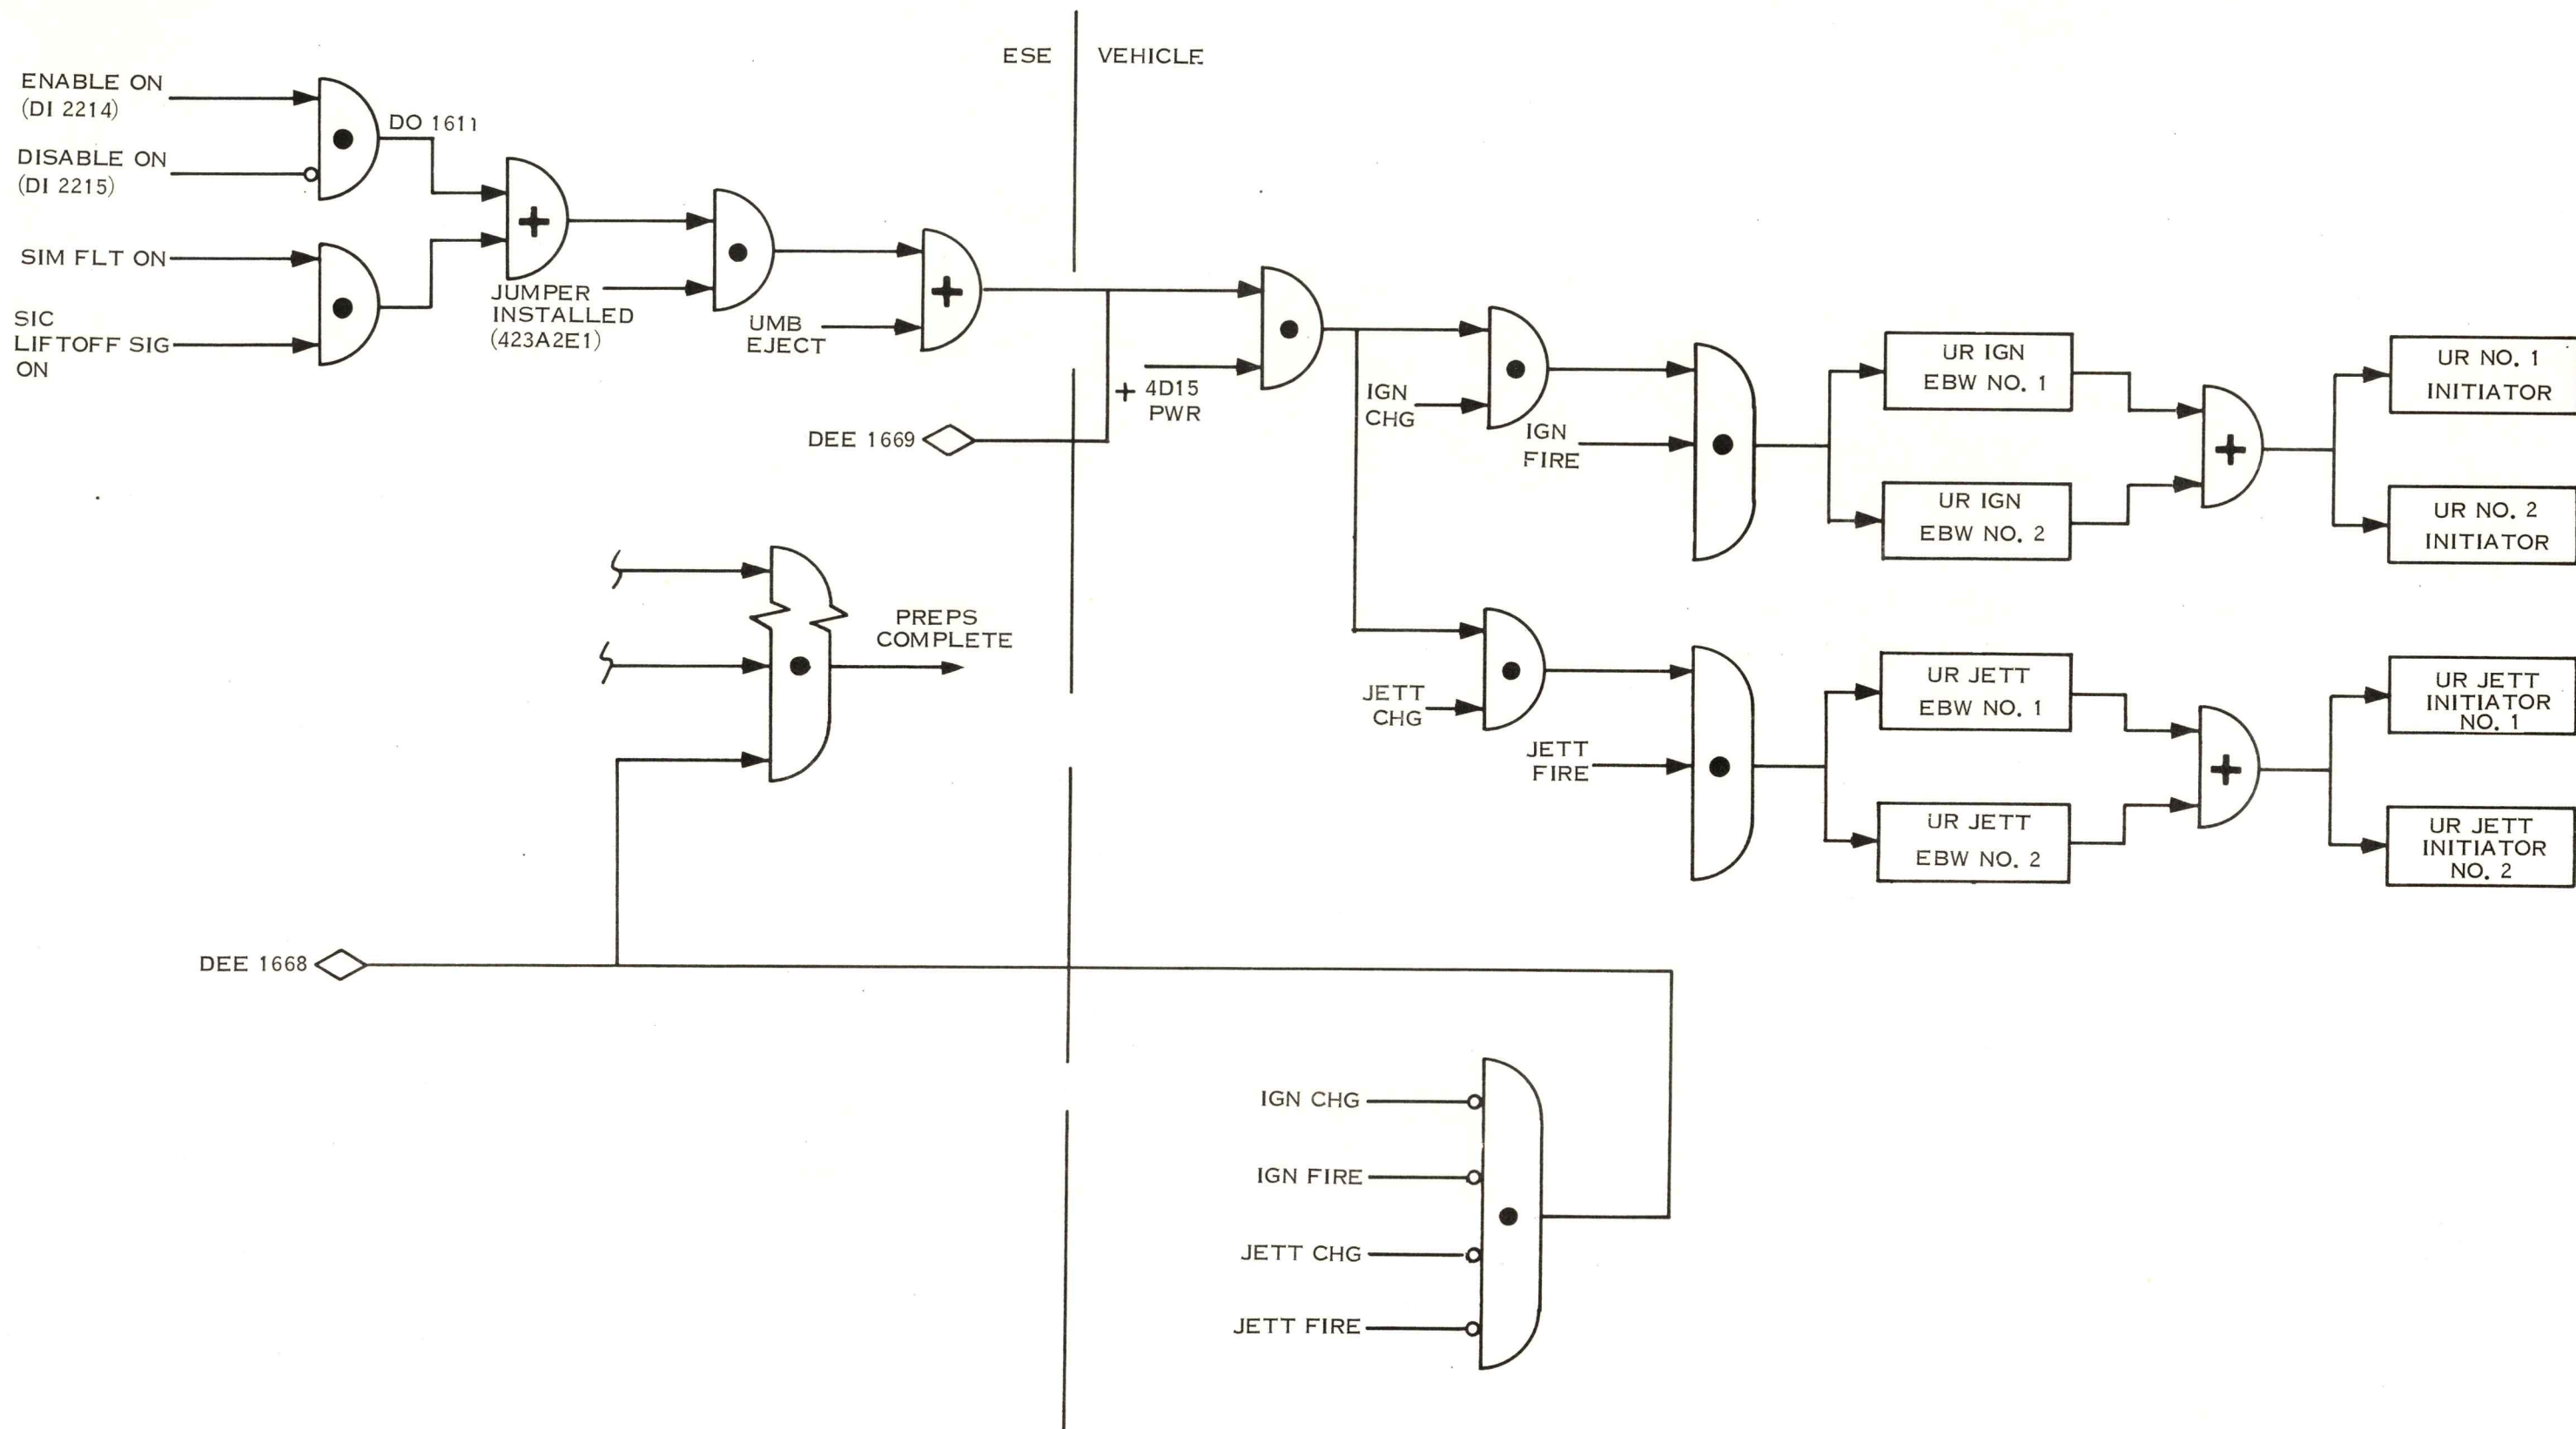 ESE
VEHICLE
ENABLE ON
(DI 2214)
DO 1611
DISABLE ON
(DI 2215)
SIM FLT ON
SIC
LIFTOFF SIG
ON
JUMPER
INSTALLED
(423A2E1)
UMB
EJECT
+ 4D15
PWR
DEE 1669
IGN
CHG
IGN
FIRE
UR IGN
EBW NO. 1
UR IGN
EBW NO. 2
UR NO. 1
INITIATOR
UR NO. 2
INITIATOR
PREPS
COMPLETE
JETT
CHG
JETT
FIRE
UR JETT
EBW NO. 1
UR JETT
EBW NO. 2
UR JETT
INITIATOR
NO. 1
UR JETT
INITIATOR
NO. 2
DEE 1668
IGN CHG
IGN FIRE
JETT CHG
JETT FIRE